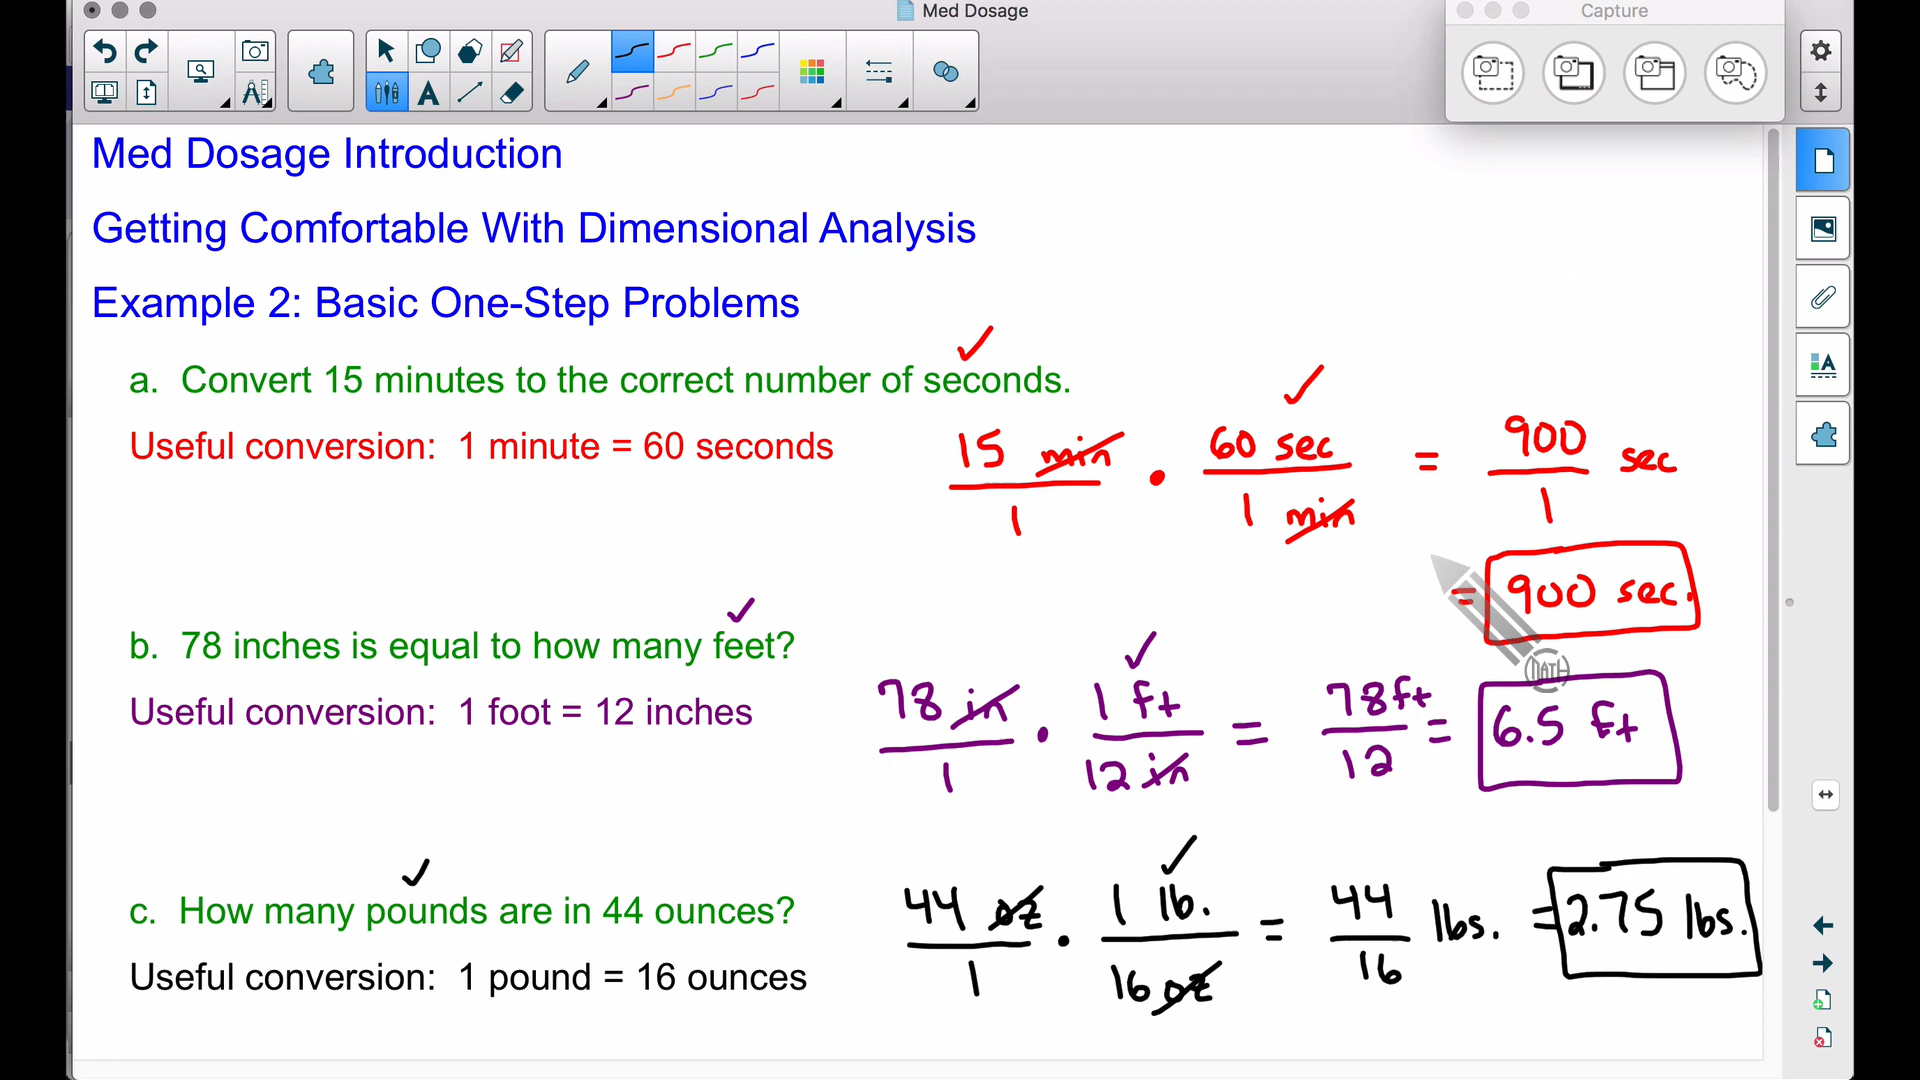 Med Dosage
Capture
Med Dosage Introduction
Getting Comfortable With Dimensional Analysis
Example 2: Basic One-Step Problems
a. Convert 15 minutes to the correct number of seconds.
Useful conversion: 1 minute = 60 seconds
15 min / 1 · 60 sec / 1 min = 900 / 1 sec
= 900 sec.
MATH
b. 78 inches is equal to how many feet?
Useful conversion: 1 foot = 12 inches
78 in / 1 · 1 ft / 12 in = 78 ft / 12 = 6.5 ft
c. How many pounds are in 44 ounces?
Useful conversion: 1 pound = 16 ounces
44 oz / 1 · 1 lb. / 16 oz = 44 / 16 lbs. = 2.75 lbs.